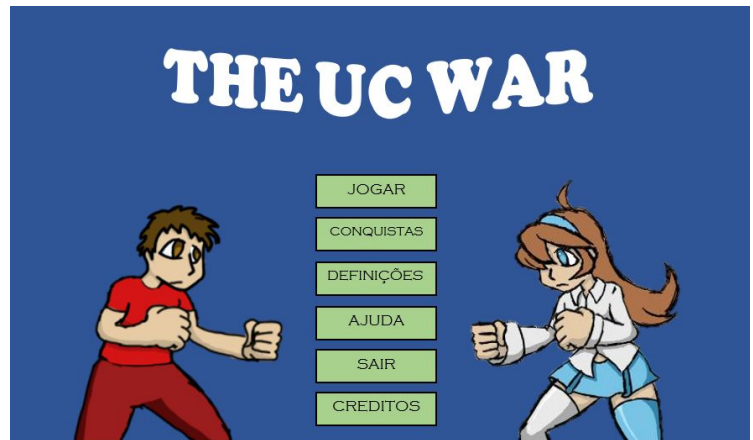 THE UC WAR
JOGAR
CONQUISTAS
DEFINIÇÕES
AJUDA
SAIR
CREDITOS